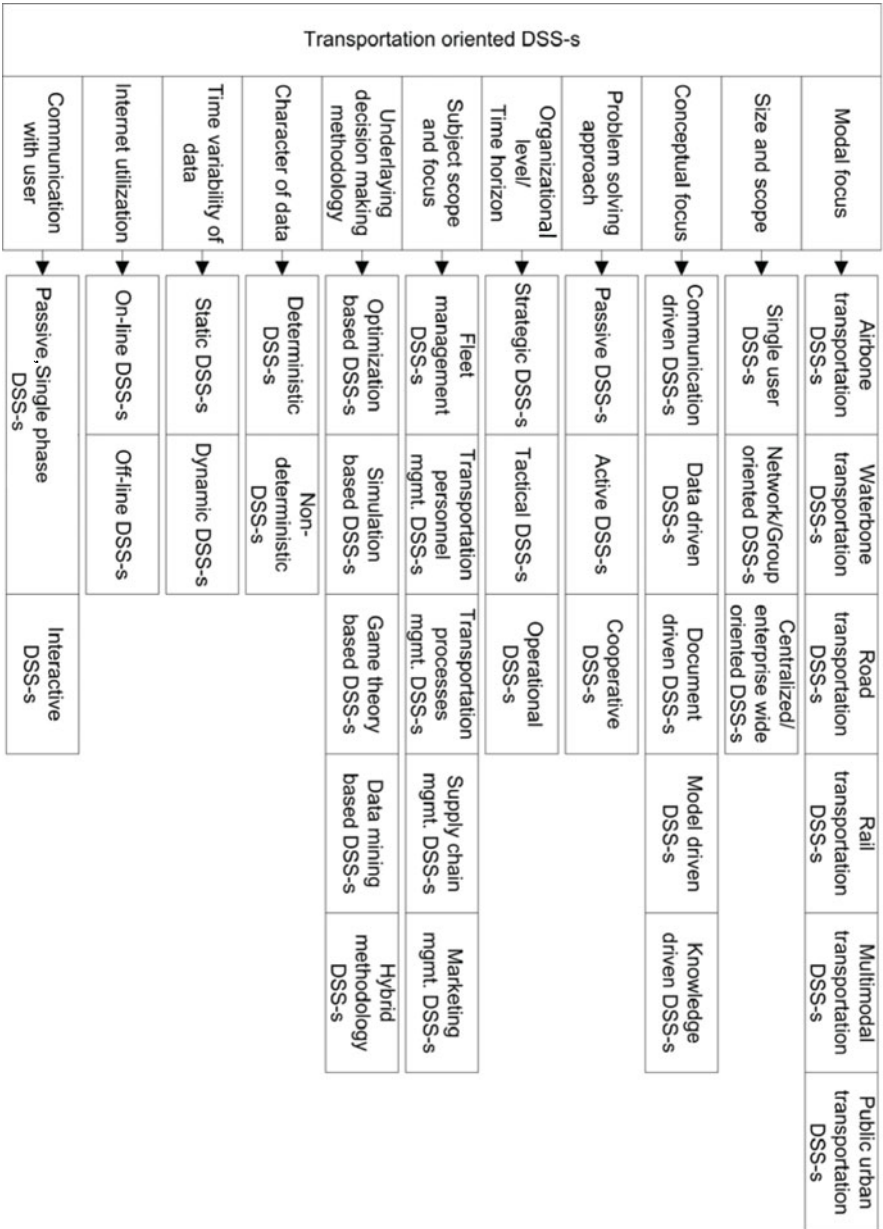 Transportation oriented DSS-s
Modal focus
Airbone
transportation
DSS-s
Waterbone
transportation
DSS-s
Road
transportation
DSS-s
Rail
transportation
DSS-s
Multimodal
transportation
DSS-s
Public urban
transportation
DSS-s
Size and scope
Single user
DSS-s
Network/Group
oriented DSS-s
Centralized/
enterprise wide
oriented DSS-s
Conceptual focus
Communication
driven DSS-s
Data driven
DSS-s
Document
driven DSS-s
Model driven
DSS-s
Knowledge
driven DSS-s
Problem solving
approach
Passive DSS-s
Active DSS-s
Cooperative
DSS-s
Organizational
level/
Time horizon
Strategic DSS-s
Tactical DSS-s
Operational
DSS-s
Subject scope
and focus
Fleet
management
DSS-s
Transportation
personnel
mgmt. DSS-s
Transportation
processes
mgmt. DSS-s
Supply chain
mgmt. DSS-s
Marketing
mgmt. DSS-s
Underlaying
decision making
methodology
Optimization
based DSS-s
Simulation
based DSS-s
Game theory
based DSS-s
Data mining
based DSS-s
Hybrid
methodology
DSS-s
Character of data
Deterministic
DSS-s
Non-
deterministic
DSS-s
Time variability of
data
Static DSS-s
Dynamic DSS-s
Internet utilization
On-line DSS-s
Off-line DSS-s
Communication
with user
Passive,Single phase
DSS-s
Interactive
DSS-s